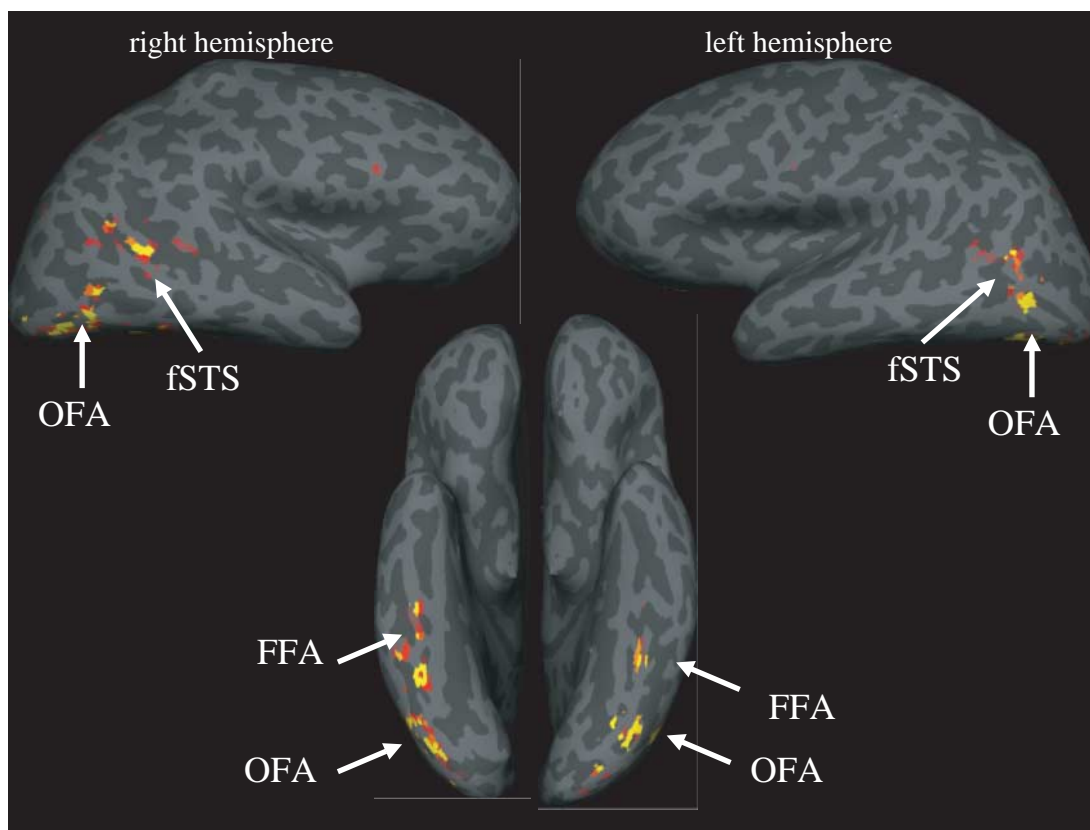 right hemisphere
left hemisphere
fSTS
OFA
fSTS
OFA
FFA
OFA
FFA
OFA